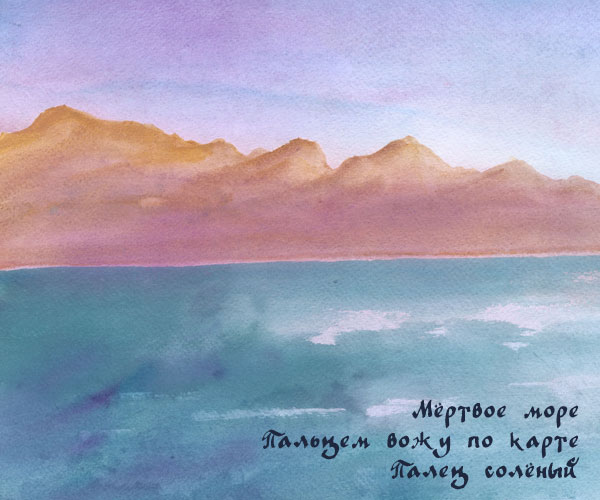 Мёртвое море
Пальцем вожу по карте
Палец солёный